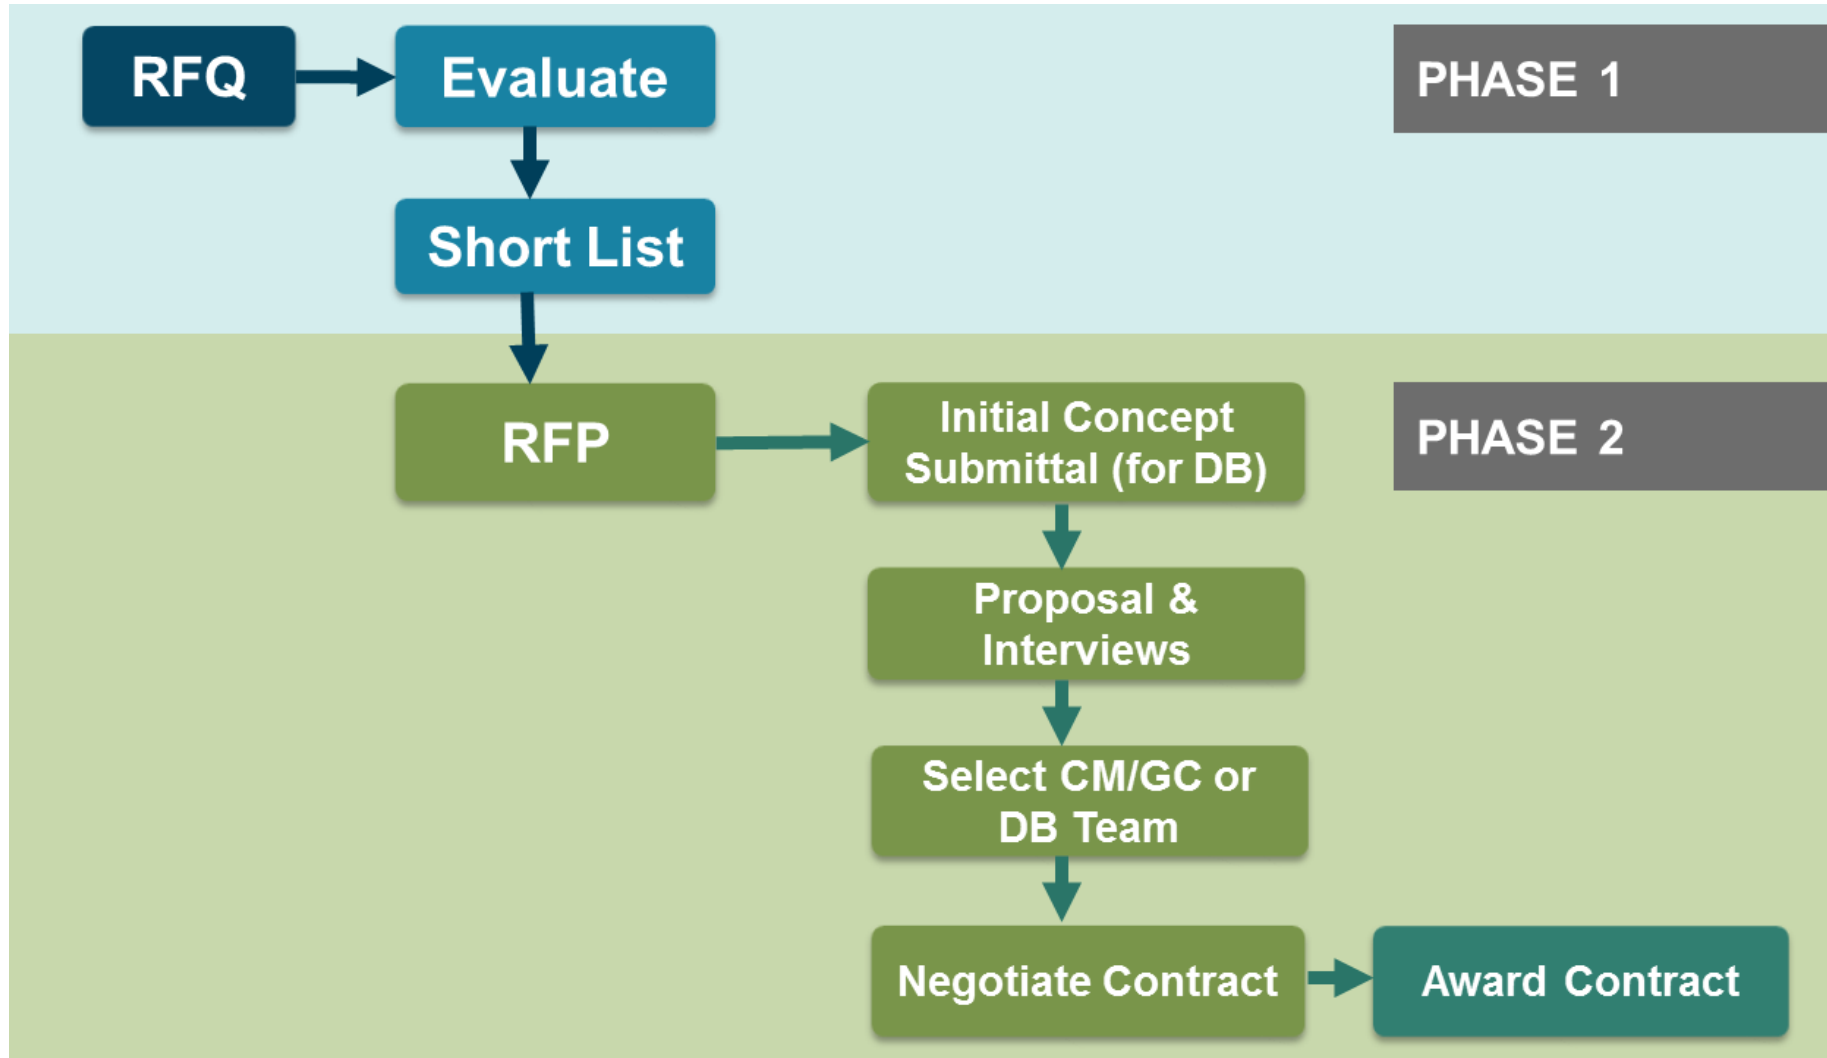 RFQ
Evaluate
PHASE 1
Short List
RFP
Initial Concept
Submittal (for DB)
PHASE 2
Proposal &
Interviews
Select CM/GC or
DB Team
Negotiate Contract
Award Contract